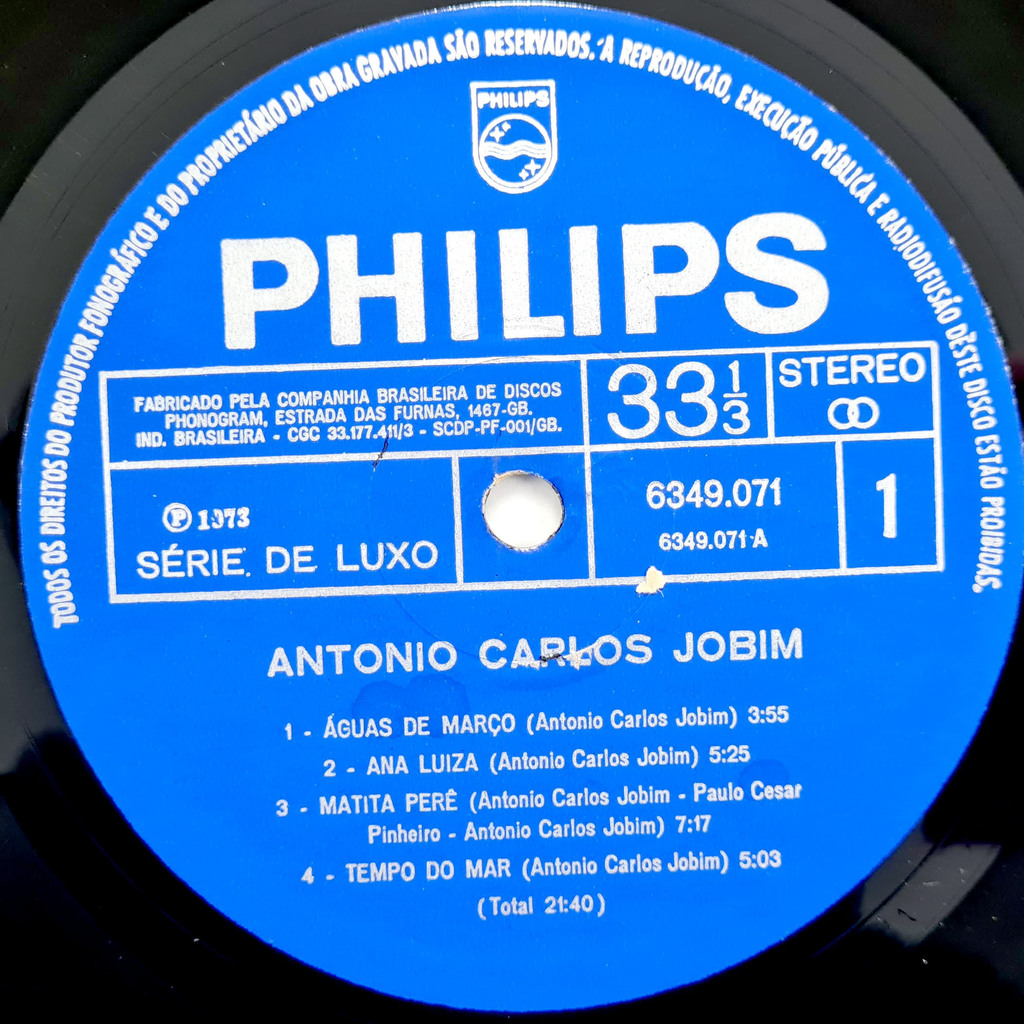 TODOS OS DIREITOS DO PRODUTOR FONOGRÁFICO E DO PROPRIETÁRIO DA OBRA GRAVADA SÃO RESERVADOS. A REPRODUÇÃO, EXECUÇÃO PÚBLICA E RADIODIFUSÃO DÊSTE DISCO ESTÃO PROIBIDAS.
PHILIPS
PHILIPS
FABRICADO PELA COMPANHIA BRASILEIRA DE DISCOS
PHONOGRAM, ESTRADA DAS FURNAS, 1467-GB.
IND. BRASILEIRA - CGC 33.177.411/3 - SCDP-PF-001/GB.
33 1/3
STEREO
℗ 1973
SÉRIE DE LUXO
6349.071
6349.071 A
1
ANTONIO CARLOS JOBIM
1 - ÁGUAS DE MARÇO (Antonio Carlos Jobim) 3:55
2 - ANA LUIZA (Antonio Carlos Jobim) 5:25
3 - MATITA PERÊ (Antonio Carlos Jobim - Paulo Cesar
Pinheiro - Antonio Carlos Jobim) 7:17
4 - TEMPO DO MAR (Antonio Carlos Jobim) 5:03
(Total 21:40)